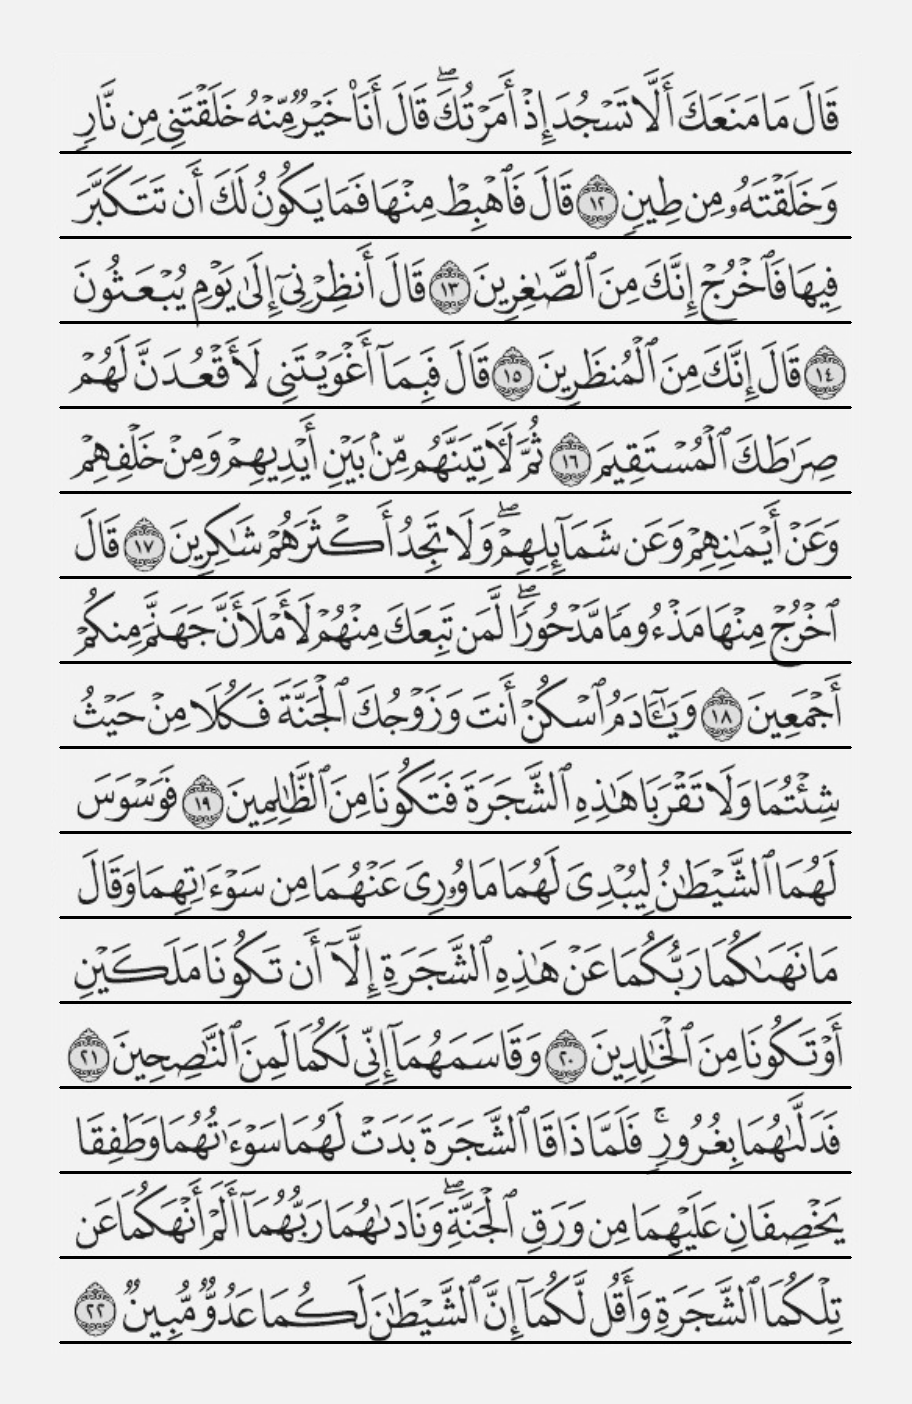 قَالَ مَا مَنَعَكَ أَلَّا تَسْجُدَ إِذْ أَمَرْتُكَ ۖ قَالَ أَنَا۠ خَيْرٌ مِّنْهُ خَلَقْتَنِى مِن نَّارٍ
وَخَلَقْتَهُۥ مِن طِينٍ ١٢ قَالَ فَٱهْبِطْ مِنْهَا فَمَا يَكُونُ لَكَ أَن تَتَكَبَّرَ
فِيهَا فَٱخْرُجْ إِنَّكَ مِنَ ٱلصَّـٰغِرِينَ ١٣ قَالَ أَنظِرْنِىٓ إِلَىٰ يَوْمِ يُبْعَثُونَ
١٤ قَالَ إِنَّكَ مِنَ ٱلْمُنظَرِينَ ١٥ قَالَ فَبِمَآ أَغْوَيْتَنِى لَأَقْعُدَنَّ لَهُمْ
صِرَٰطَكَ ٱلْمُسْتَقِيمَ ١٦ ثُمَّ لَـَٔاتِيَنَّهُم مِّنۢ بَيْنِ أَيْدِيهِمْ وَمِنْ خَلْفِهِمْ
وَعَنْ أَيْمَـٰنِهِمْ وَعَن شَمَآئِلِهِمْ ۖ وَلَا تَجِدُ أَكْثَرَهُمْ شَـٰكِرِينَ ١٧ قَالَ
ٱخْرُجْ مِنْهَا مَذْءُومًا مَّدْحُورًا ۖ لَّمَن تَبِعَكَ مِنْهُمْ لَأَمْلَأَنَّ جَهَنَّمَ مِنكُمْ
أَجْمَعِينَ ١٨ وَيَـٰٓـَٔادَمُ ٱسْكُنْ أَنتَ وَزَوْجُكَ ٱلْجَنَّةَ فَكُلَا مِنْ حَيْثُ
شِئْتُمَا وَلَا تَقْرَبَا هَـٰذِهِ ٱلشَّجَرَةَ فَتَكُونَا مِنَ ٱلظَّـٰلِمِينَ ١٩ فَوَسْوَسَ
لَهُمَا ٱلشَّيْطَـٰنُ لِيُبْدِىَ لَهُمَا مَا وُۥرِىَ عَنْهُمَا مِن سَوْءَٰتِهِمَا وَقَالَ
مَا نَهَىٰكُمَا رَبُّكُمَا عَنْ هَـٰذِهِ ٱلشَّجَرَةِ إِلَّآ أَن تَكُونَا مَلَكَيْنِ
أَوْ تَكُونَا مِنَ ٱلْخَـٰلِدِينَ ٢٠ وَقَاسَمَهُمَآ إِنِّى لَكُمَا لَمِنَ ٱلنَّـٰصِحِينَ ٢١
فَدَلَّىٰهُمَا بِغُرُورٍ ۚ فَلَمَّا ذَاقَا ٱلشَّجَرَةَ بَدَتْ لَهُمَا سَوْءَٰتُهُمَا وَطَفِقَا
يَخْصِفَانِ عَلَيْهِمَا مِن وَرَقِ ٱلْجَنَّةِ ۖ وَنَادَىٰهُمَا رَبُّهُمَآ أَلَمْ أَنْهَكُمَا عَن
تِلْكُمَا ٱلشَّجَرَةِ وَأَقُل لَّكُمَآ إِنَّ ٱلشَّيْطَـٰنَ لَكُمَا عَدُوٌّ مُّبِينٌ ٢٢